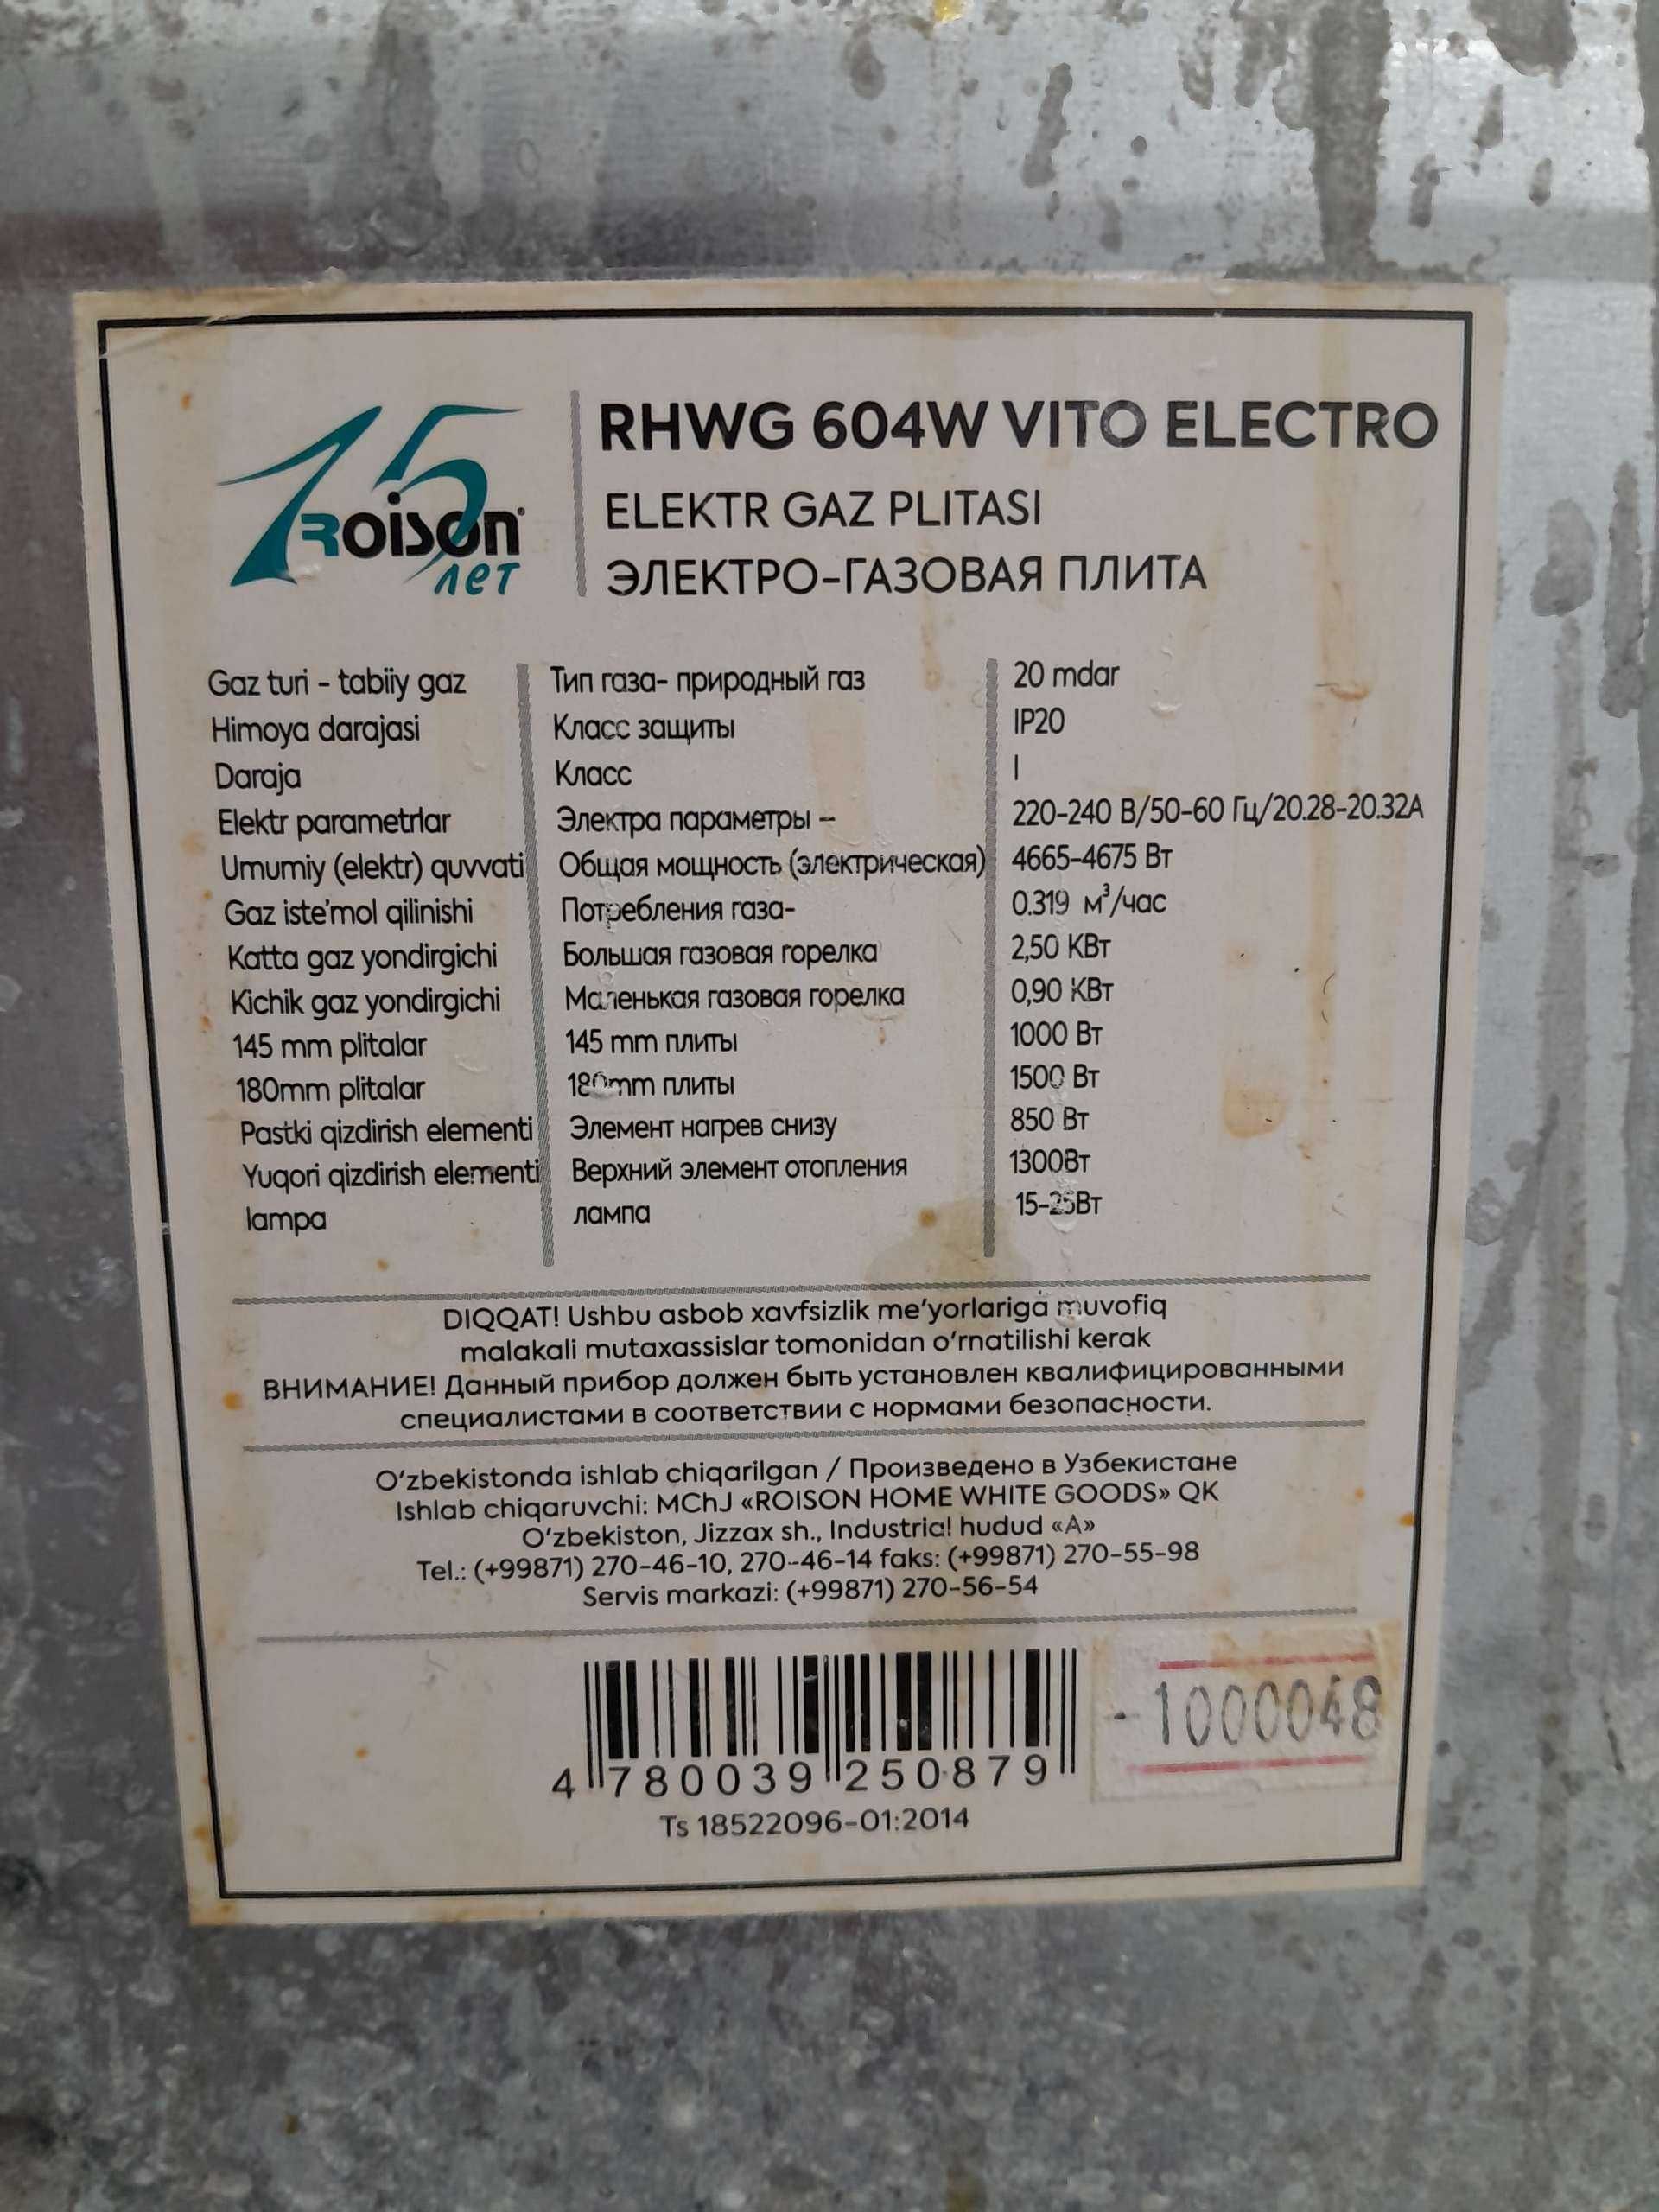 15
Roison
лет
RHWG 604W VITO ELECTRO
ELEKTR GAZ PLITASI
ЭЛЕКТРО-ГАЗОВАЯ ПЛИТА
Gaz turi - tabiiy gaz Тип газа- природный газ 20 mdar
Himoya darajasi Класс защиты IP20
Daraja Класс I
Elektr parametrlar Электра параметры – 220-240 В/50-60 Гц/20.28-20.32А
Umumiy (elektr) quvvati Общая мощность (электрическая) 4665-4675 Вт
Gaz iste'mol qilinishi Потребления газа- 0.319 м³/час
Katta gaz yondirgichi Большая газовая горелка 2,50 КВт
Kichik gaz yondirgichi Маленькая газовая горелка 0,90 КВт
145 mm plitalar 145 mm плиты 1000 Вт
180mm plitalar 180mm плиты 1500 Вт
Pastki qizdirish elementi Элемент нагрев снизу 850 Вт
Yuqori qizdirish elementi Верхний элемент отопления 1300Вт
lampa лампа 15-25Вт
DIQQAT! Ushbu asbob xavfsizlik me'yorlariga muvofiq
malakali mutaxassislar tomonidan o'rnatilishi kerak
ВНИМАНИЕ! Данный прибор должен быть установлен квалифицированными
специалистами в соответствии с нормами безопасности.
O'zbekistonda ishlab chiqarilgan / Произведено в Узбекистане
Ishlab chiqaruvchi: MChJ «ROISON HOME WHITE GOODS» QK
O'zbekiston, Jizzax sh., Industrial hudud «A»
Tel.: (+99871) 270-46-10, 270-46-14 faks: (+99871) 270-55-98
Servis markazi: (+99871) 270-56-54
-1000048
4 780039 250879
Ts 18522096-01:2014